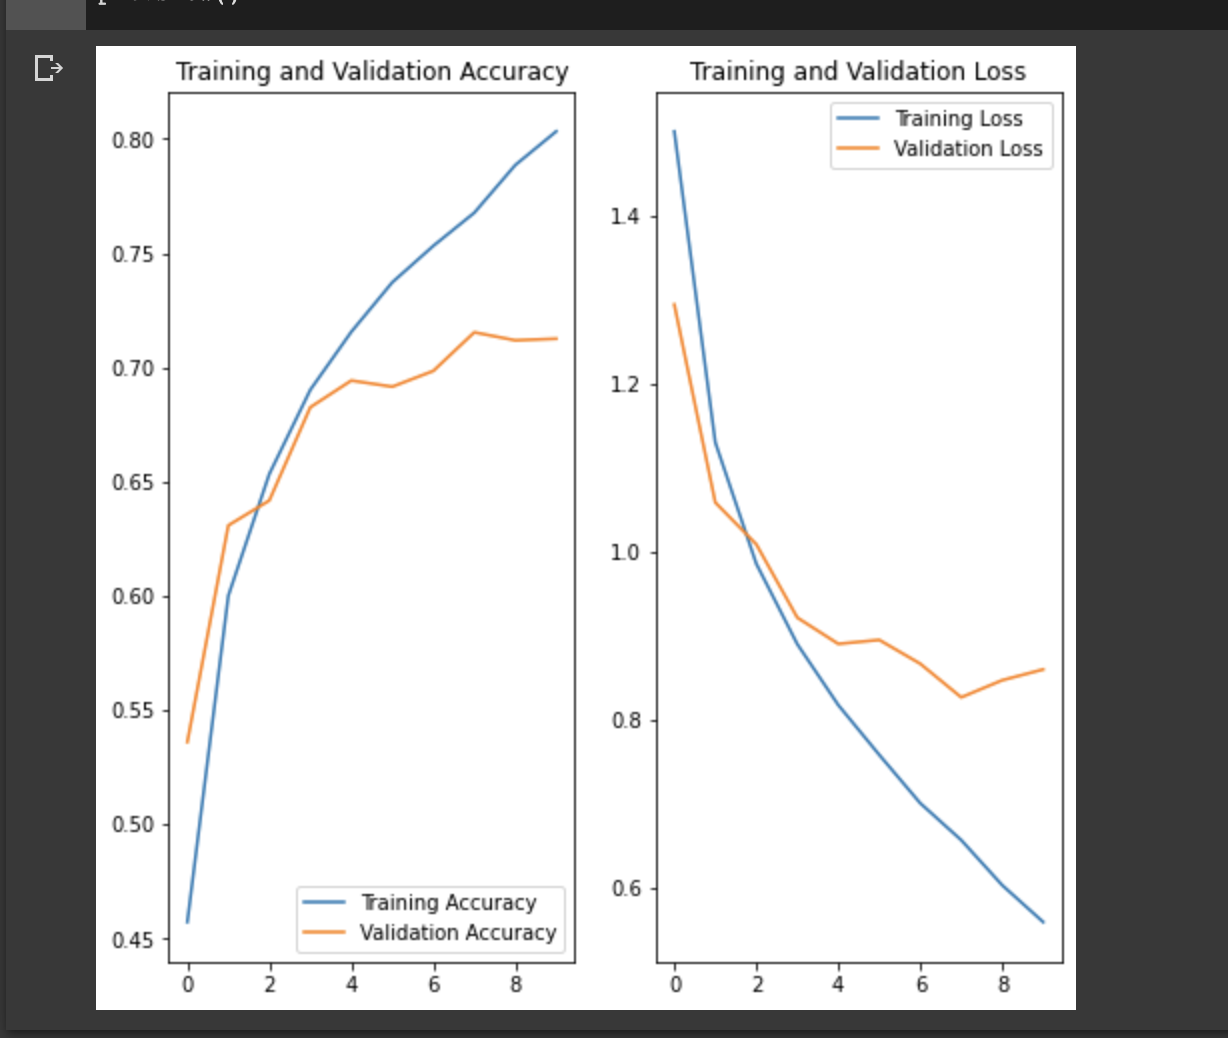 Training and Validation Accuracy
0.80
0.75
0.70
0.65
0.60
0.55
0.50
0.45
Training Accuracy
Validation Accuracy
0 2 4 6 8
Training and Validation Loss
Training Loss
Validation Loss
1.4
1.2
1.0
0.8
0.6
0 2 4 6 8